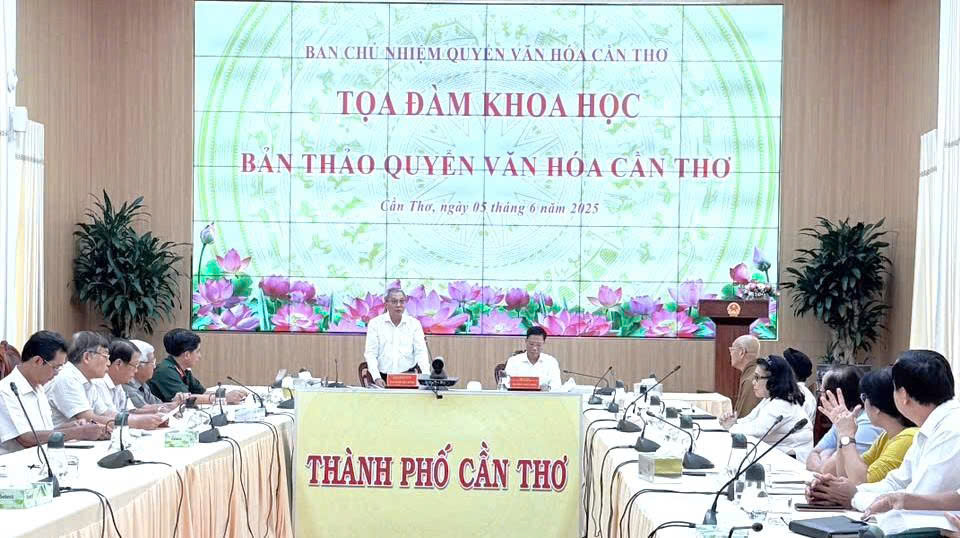 BAN CHỦ NHIỆM QUYỂN VĂN HÓA CẦN THƠ
TỌA ĐÀM KHOA HỌC
BẢN THẢO QUYỂN VĂN HÓA CẦN THƠ
Cần Thơ, ngày 05 tháng 6 năm 2025
THÀNH PHỐ CẦN THƠ